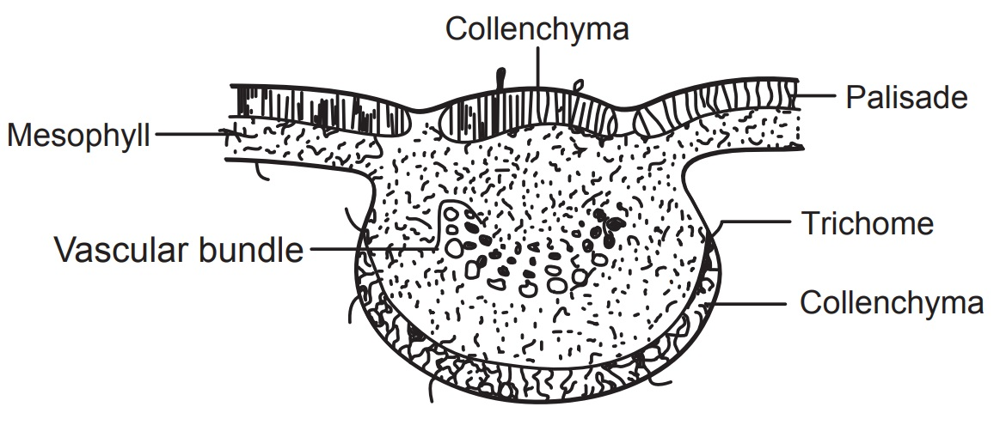 Collenchyma
Palisade
Mesophyll
Trichome
Vascular bundle
Collenchyma